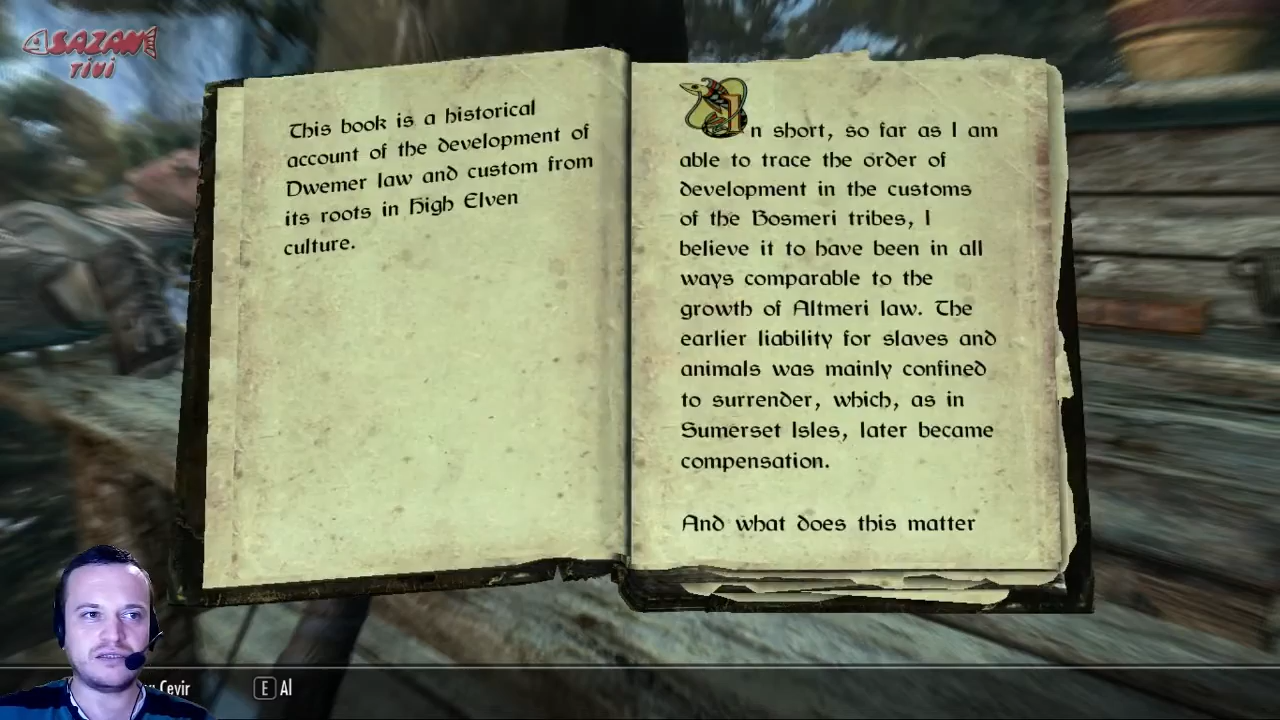 SAZAN
TiVi
This book is a historical
account of the development of
Dwemer law and custom from
its roots in High Elven
culture.
In short, so far as I am
able to trace the order of
development in the customs
of the Bosmeri tribes, I
believe it to have been in all
ways comparable to the
growth of Altmeri law. The
earlier liability for slaves and
animals was mainly confined
to surrender, which, as in
Sumerset Isles, later became
compensation.
And what does this matter
Çevir
E Al